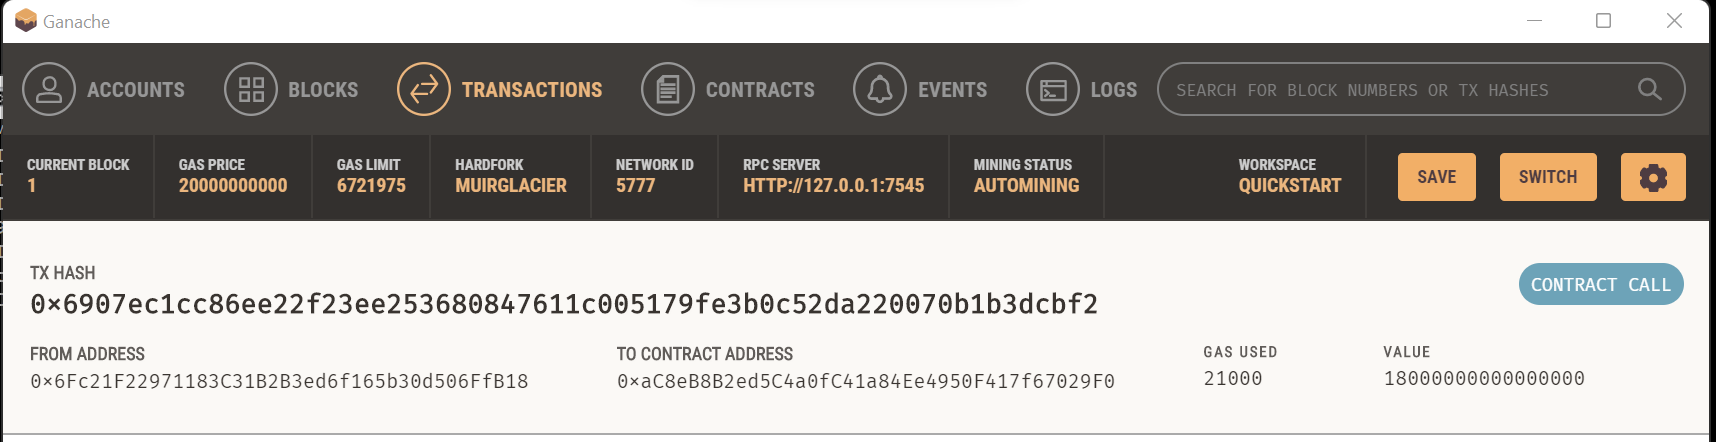 Ganache
ACCOUNTS BLOCKS TRANSACTIONS CONTRACTS EVENTS LOGS SEARCH FOR BLOCK NUMBERS OR TX HASHES
CURRENT BLOCK GAS PRICE GAS LIMIT HARDFORK NETWORK ID RPC SERVER MINING STATUS WORKSPACE
1 20000000000 6721975 MUIRGLACIER 5777 HTTP://127.0.0.1:7545 AUTOMINING QUICKSTART SAVE SWITCH
TX HASH
0×6907ec1cc86ee22f23ee253680847611c005179fe3b0c52da220070b1b3dcbf2 CONTRACT CALL
FROM ADDRESS TO CONTRACT ADDRESS GAS USED VALUE
0×6Fc21F22971183C31B2B3ed6f165b30d506FfB18 0×aC8eB8B2ed5C4a0fC41a84Ee4950F417f67029F0 21000 18000000000000000